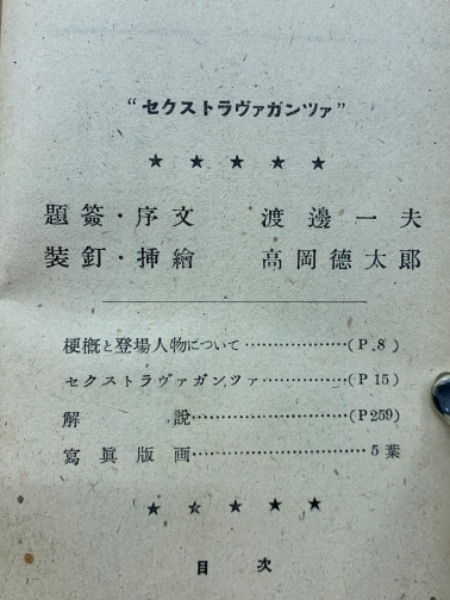 “セクストラヴァガンツァ”
★ ★ ★ ★ ★
題簽・序文 渡邊一夫
装釘・挿繪 高岡德太郎
梗概と登場人物について………………(P.8)
セクストラヴァガンツァ……………(P 15)
解說………………………(P259)
寫眞版画…………………………5葉
★ ★ ★ ★ ★
目次